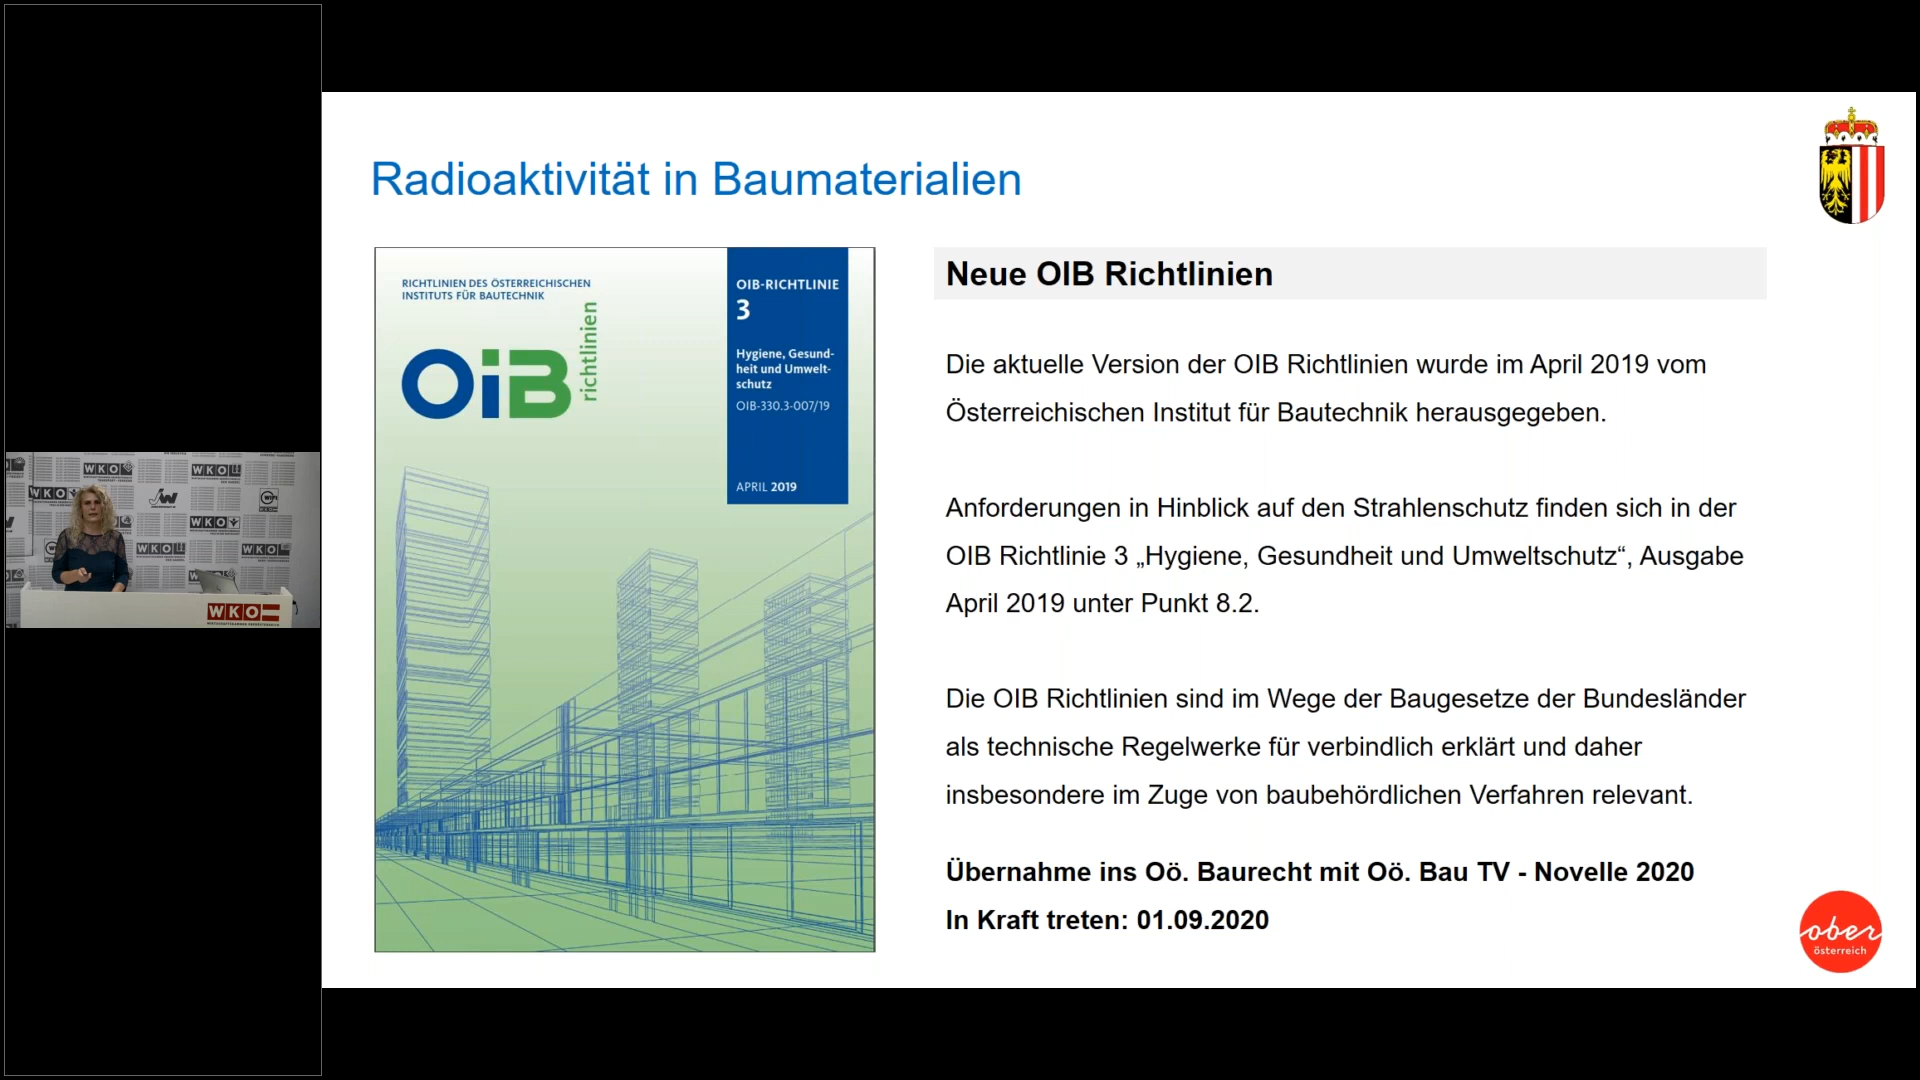 Radioaktivität in Baumaterialien
RICHTLINIEN DES ÖSTERREICHISCHEN
INSTITUTS FÜR BAUTECHNIK
OiB
richtlinien
OIB-RICHTLINIE
3
Hygiene, Gesund-
heit und Umwelt-
schutz
OIB-330.3-007/19
APRIL 2019
Neue OIB Richtlinien
Die aktuelle Version der OIB Richtlinien wurde im April 2019 vom
Österreichischen Institut für Bautechnik herausgegeben.
Anforderungen in Hinblick auf den Strahlenschutz finden sich in der
OIB Richtlinie 3 „Hygiene, Gesundheit und Umweltschutz“, Ausgabe
April 2019 unter Punkt 8.2.
Die OIB Richtlinien sind im Wege der Baugesetze der Bundesländer
als technische Regelwerke für verbindlich erklärt und daher
insbesondere im Zuge von baubehördlichen Verfahren relevant.
Übernahme ins Oö. Baurecht mit Oö. Bau TV - Novelle 2020
In Kraft treten: 01.09.2020
ober
österreich
WKO
WKO
WKO
WKO
WKO
WKO
WKO